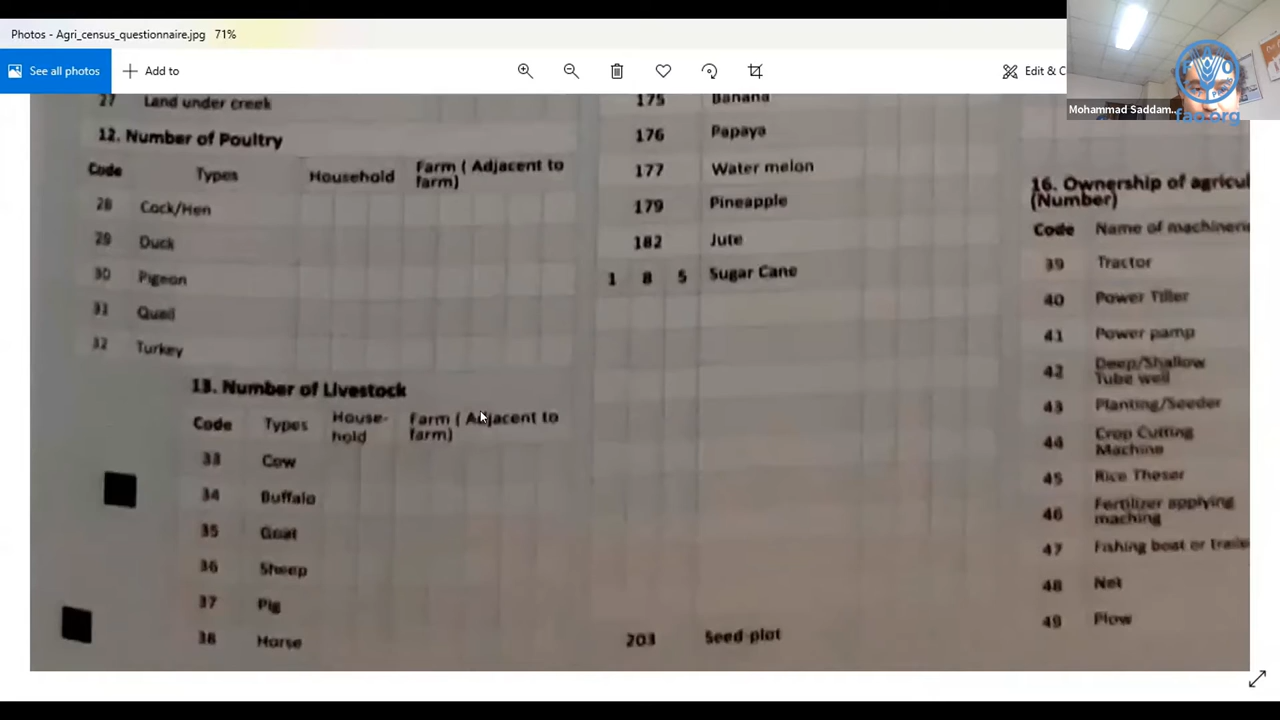 Photos - Agri_census_questionnaire.jpg 71%
See all photos
Add to
Edit & C
Mohammad Saddam...
FAO
fao.org
27 Land under creek
12. Number of Poultry
Code Types Household Farm ( Adjacent to
farm)
28 Cock/Hen
29 Duck
30 Pigeon
31 Quail
32 Turkey
13. Number of Livestock
Code Types House-
hold
Farm ( Adjacent to
farm)
33 Cow
34 Buffalo
35 Goat
36 Sheep
37 Pig
38 Horse
175 Banana
176 Papaya
177 Water melon
179 Pineapple
182 Jute
1 8 5 Sugar Cane
203 Seed plot
16. Ownership of agricul
(Number)
Code Name of machineri
39 Tractor
40 Power Tiller
41 Power pamp
42 Deep/Shallow
Tube well
43 Planting/Seeder
44 Crop Cutting
Machine
45 Rice Theser
46 Fertilizer applying
maching
47 Fishing boat or
48 Net
49 Plow